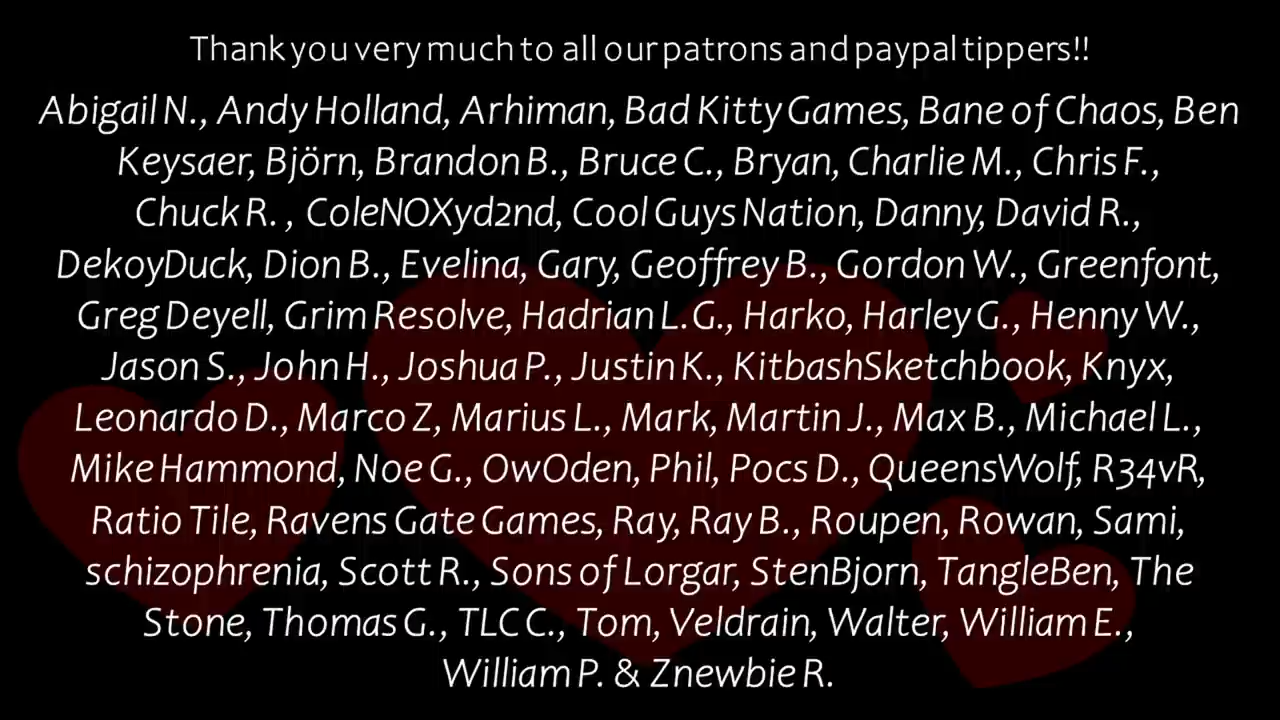 Thank you very much to all our patrons and paypal tippers!!
Abigail N., Andy Holland, Arhiman, Bad Kitty Games, Bane of Chaos, Ben
Keysaer, Björn, Brandon B., Bruce C., Bryan, Charlie M., Chris F.,
Chuck R. , ColeNOXyd2nd, Cool Guys Nation, Danny, David R.,
DekoyDuck, Dion B., Evelina, Gary, Geoffrey B., Gordon W., Greenfont,
Greg Deyell, Grim Resolve, Hadrian L.G., Harko, Harley G., Henny W.,
Jason S., John H., Joshua P., Justin K., KitbashSketchbook, Knyx,
Leonardo D., Marco Z, Marius L., Mark, Martin J., Max B., Michael L.,
Mike Hammond, Noe G., OwOden, Phil, Pocs D., QueensWolf, R34vR,
Ratio Tile, Ravens Gate Games, Ray, Ray B., Roupen, Rowan, Sami,
schizophrenia, Scott R., Sons of Lorgar, StenBjorn, TangleBen, The
Stone, Thomas G., TLC C., Tom, Veldrain, Walter, William E.,
William P. & Znewbie R.